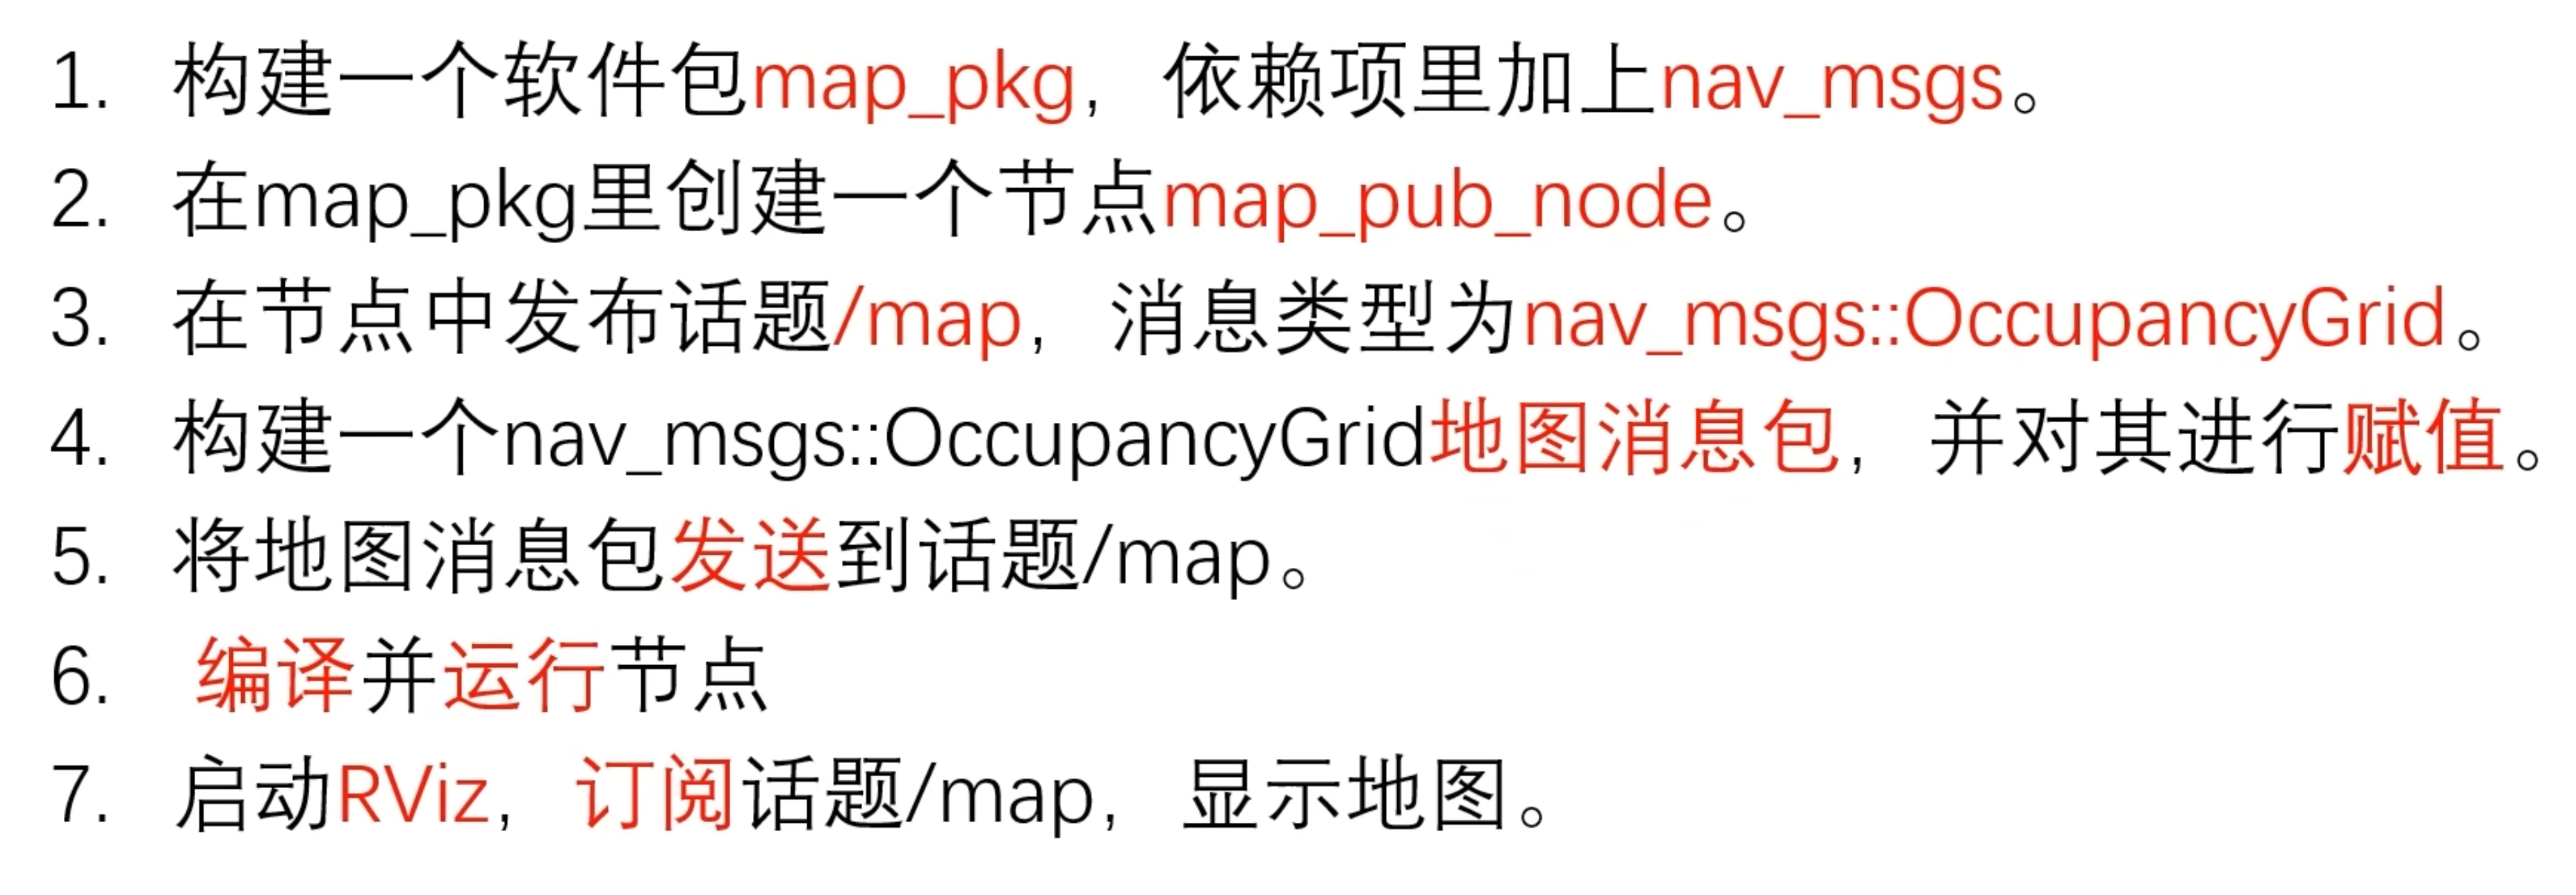 1. 构建一个软件包map_pkg，依赖项里加上nav_msgs。
2. 在map_pkg里创建一个节点map_pub_node。
3. 在节点中发布话题/map，消息类型为nav_msgs::OccupancyGrid。
4. 构建一个nav_msgs::OccupancyGrid地图消息包，并对其进行赋值。
5. 将地图消息包发送到话题/map。
6. 编译并运行节点
7. 启动RViz，订阅话题/map，显示地图。